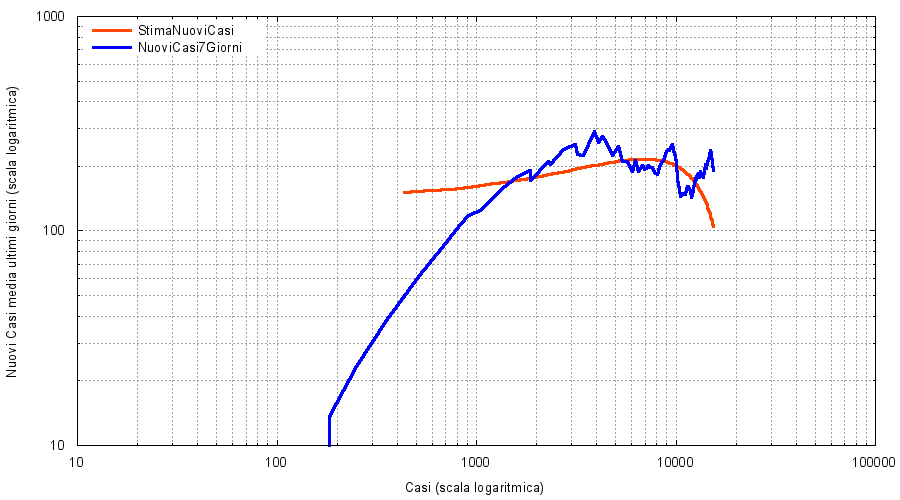 1000
StimaNuoviCasi
NuoviCasi7Giorni
100
10
Nuovi Casi media ultimi giorni (scala logaritmica)
10 100 1000 10000 100000
Casi (scala logaritmica)